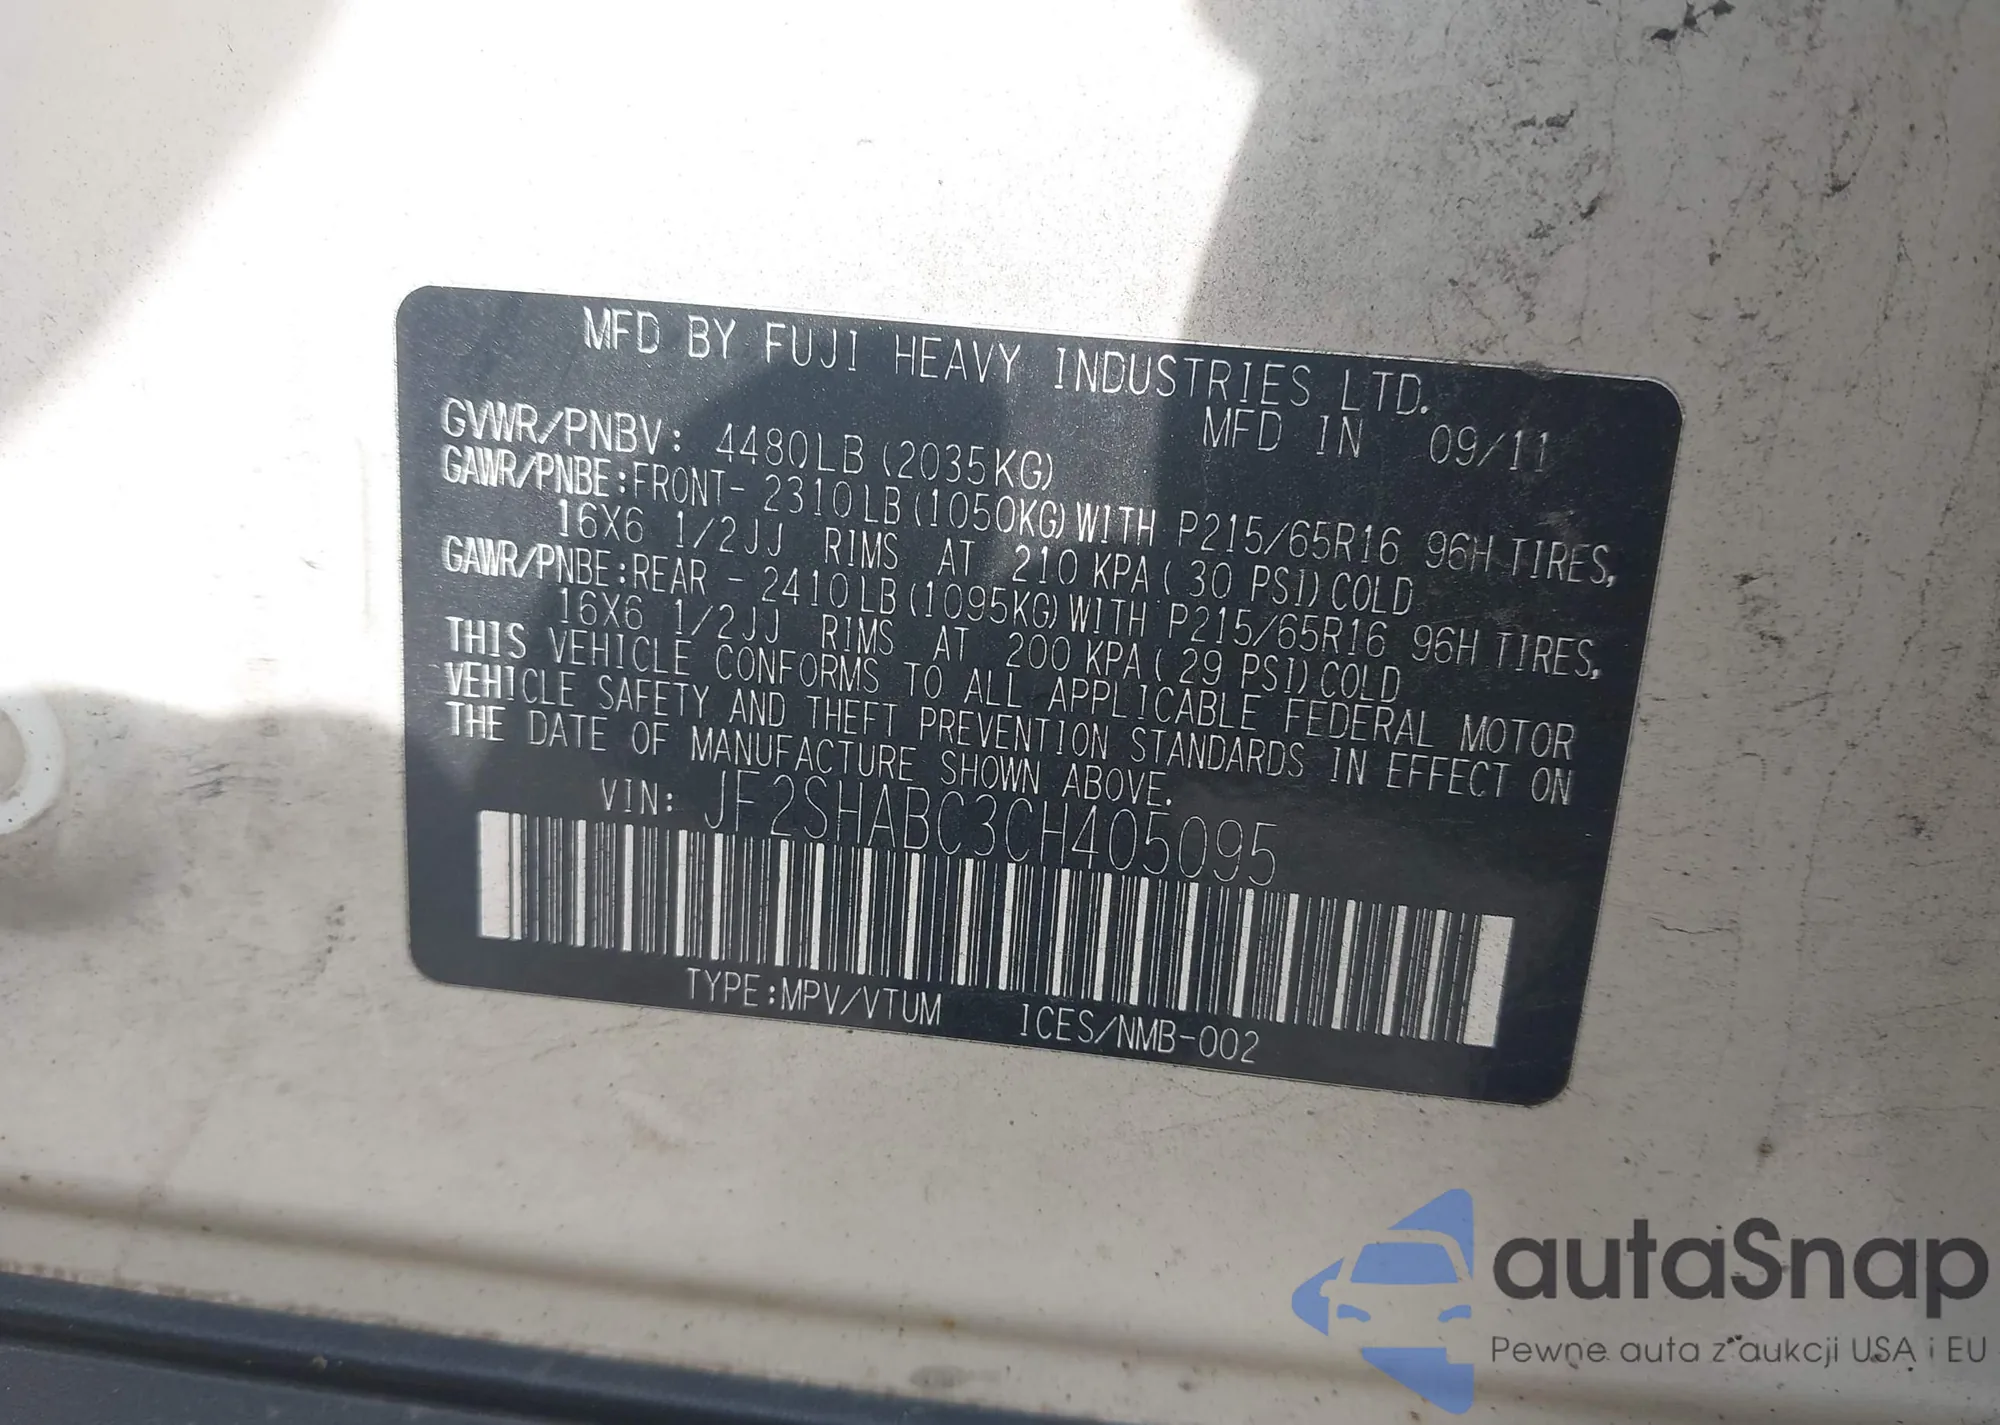 MFD BY FUJI HEAVY INDUSTRIES LTD.
MFD IN 09/11
GVWR/PNBV: 4480LB (2035KG)
GAWR/PNBE:FRONT- 2310LB (1050KG) WITH P215/65R16 96H TIRES,
16X6 1/2JJ RIMS AT 210 KPA ( 30 PSI) COLD
GAWR/PNBE:REAR - 2410LB (1095KG) WITH P215/65R16 96H TIRES,
16X6 1/2JJ RIMS AT 200 KPA ( 29 PSI) COLD
THIS VEHICLE CONFORMS TO ALL APPLICABLE FEDERAL MOTOR
VEHICLE SAFETY AND THEFT PREVENTION STANDARDS IN EFFECT ON
THE DATE OF MANUFACTURE SHOWN ABOVE.
VIN: JF2SHABC3CH405095
TYPE:MPV/VTUM ICES/NMB-002
autaSnap
Pewne auta z aukcji USA i EU